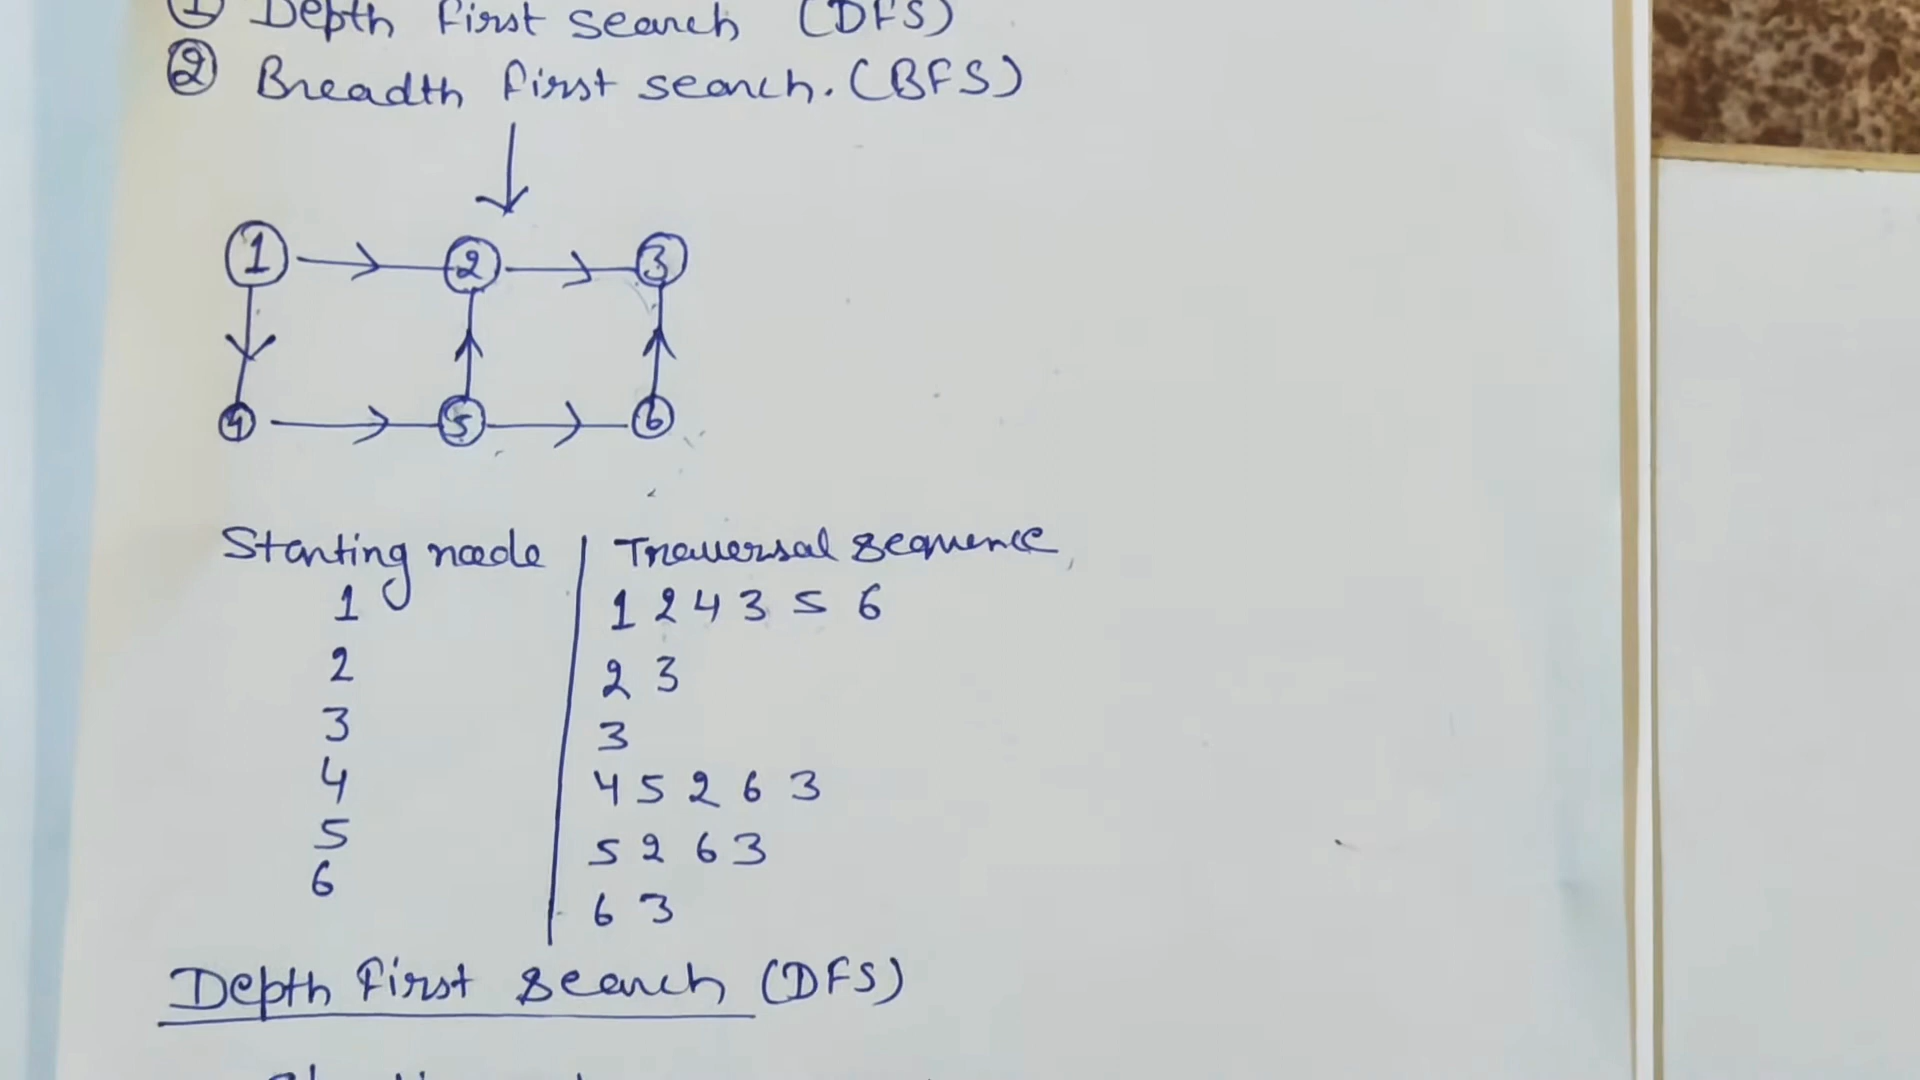 ① Depth first search (DFS)
② Breadth first search. (BFS)
1 2 3
4 5 6
Starting node | Traversal sequence
1 1 2 4 3 5 6
2 2 3
3 3
4 4 5 2 6 3
5 5 2 6 3
6 6 3
Depth first search (DFS)